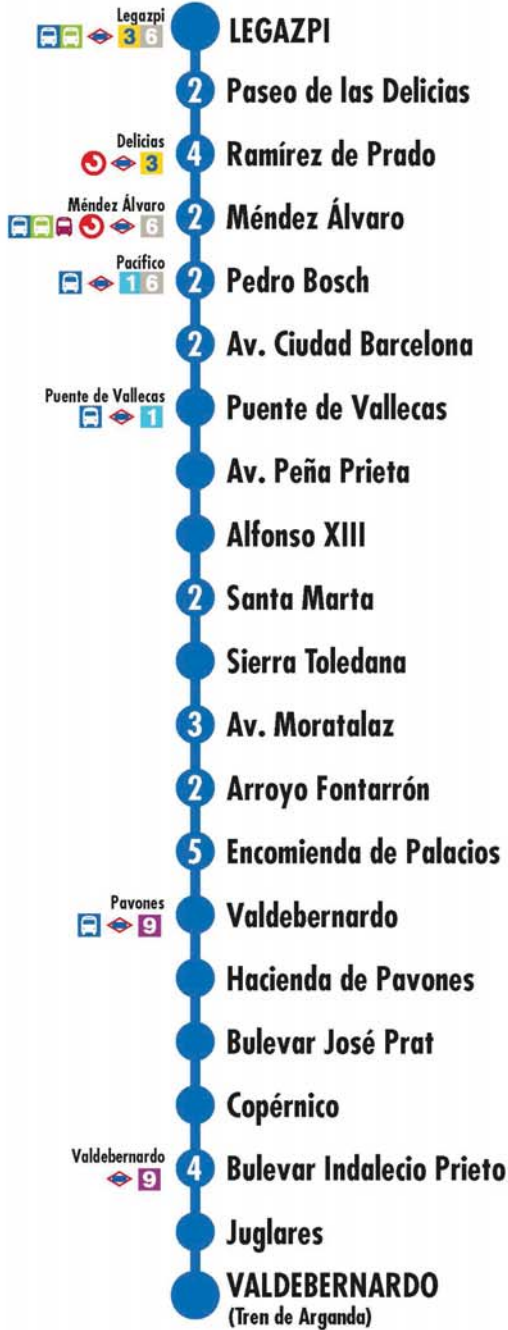 Legazpi
3 6
LEGAZPI
2 Paseo de las Delicias
Delicias
3
4 Ramírez de Prado
Méndez Álvaro
6
2 Méndez Álvaro
Pacífico
1 6
2 Pedro Bosch
2 Av. Ciudad Barcelona
Puente de Vallecas
1
Puente de Vallecas
Av. Peña Prieta
Alfonso XIII
2 Santa Marta
Sierra Toledana
3 Av. Moratalaz
2 Arroyo Fontarrón
5 Encomienda de Palacios
Pavones
9
Valdebernardo
Hacienda de Pavones
Bulevar José Prat
Copérnico
Valdebernardo
9
4 Bulevar Indalecio Prieto
Juglares
VALDEBERNARDO
(Tren de Arganda)